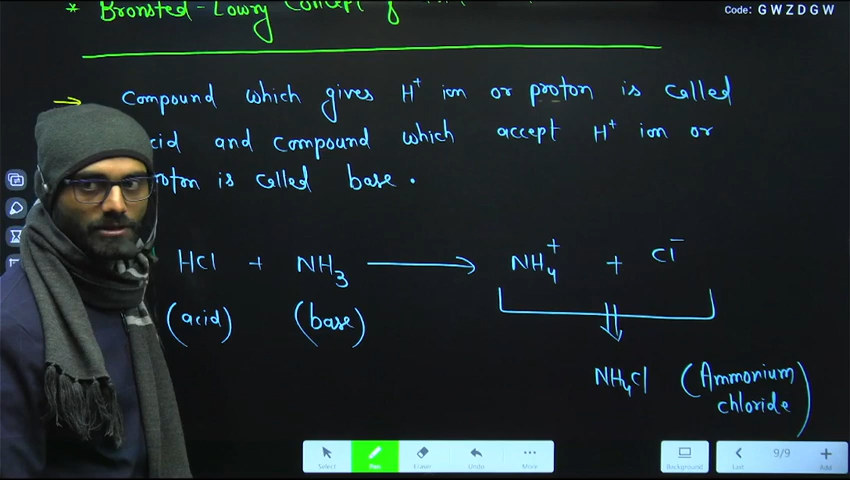 Code: G W Z D G W
* Bronsted-Lowry Concept of
→ Compound which gives H⁺ ion or proton is called
acid and compound which accept H⁺ ion or
proton is called base.
HCl + NH₃ ⟶ NH₄⁺ + Cl⁻
(acid) (base)
NH₄Cl (Ammonium
chloride)
Select Pen Eraser Undo More Background Last 9/9 Add